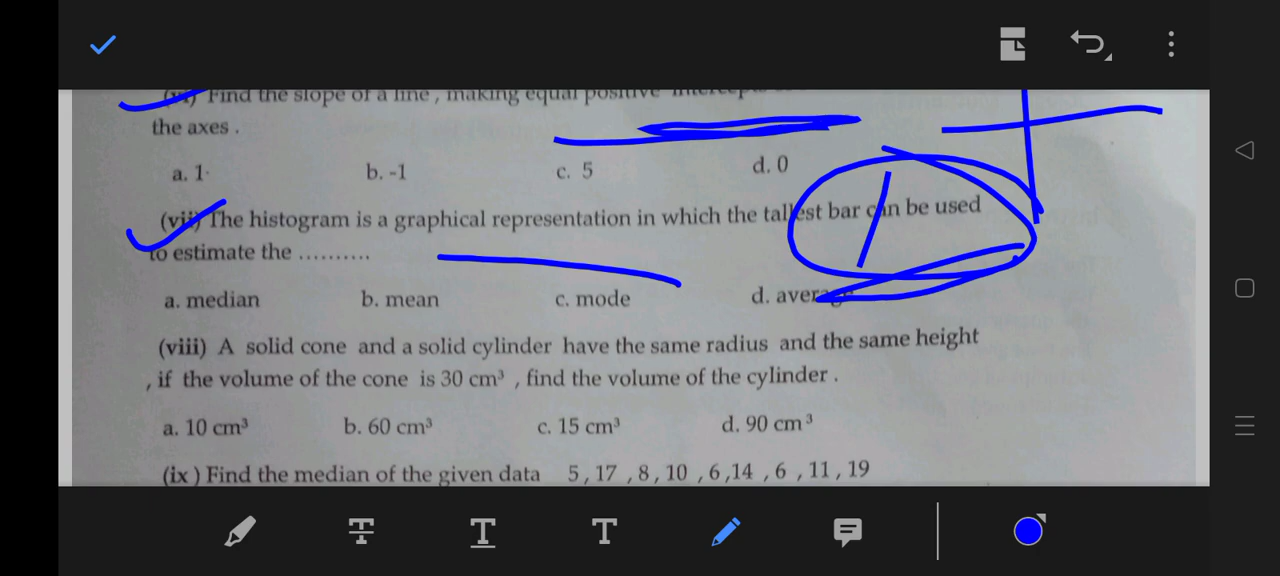 (vi) Find the slope of a line , making equal positive
the axes .
a. 1 b. -1 c. 5 d. 0
(vii) The histogram is a graphical representation in which the tallest bar can be used
to estimate the ..........
a. median b. mean c. mode d. average
(viii) A solid cone and a solid cylinder have the same radius and the same height
, if the volume of the cone is 30 cm³ , find the volume of the cylinder .
a. 10 cm³ b. 60 cm³ c. 15 cm³ d. 90 cm³
(ix ) Find the median of the given data 5 , 17 , 8 , 10 , 6 ,14 , 6 , 11 , 19
T T T